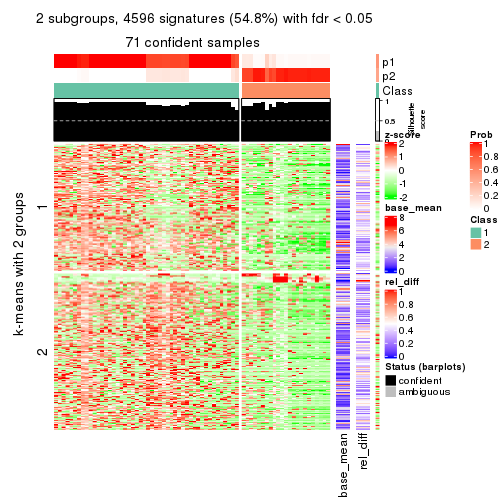 2 subgroups, 4596 signatures (54.8%) with fdr < 0.05
71 confident samples
p1
p2
Class
1
0.5
0
Silhouette
score
k-means with 2 groups
1
2
base_mean
rel_diff
z-score
2
1
0
-1
-2
base_mean
8
6
4
2
0
rel_diff
1
0.8
0.6
0.4
0.2
0
Status (barplots)
confident
ambiguous
Prob
1
0.8
0.6
0.4
0.2
0
Class
1
2